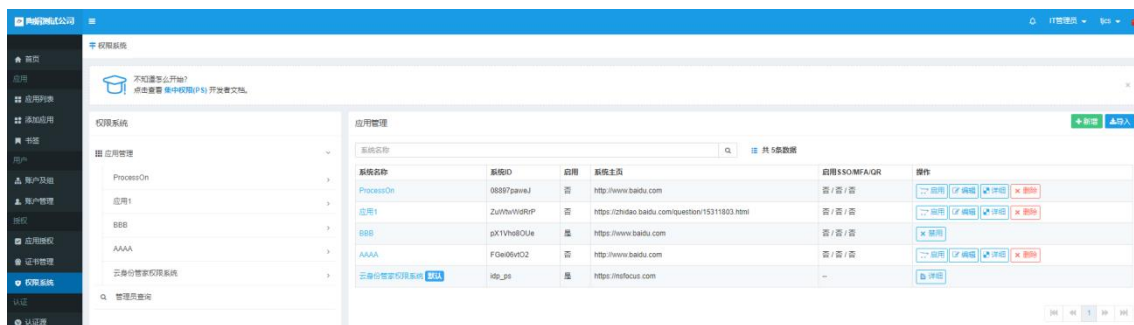 尚娟测试公司
IT管理员
tjcs
首页
应用
应用列表
添加应用
书签
用户
账户及组
账户管理
授权
应用授权
证书管理
权限系统
认证
认证源
权限系统
不知道怎么开始?
点击查看 集中权限(PS) 开发者文档。
权限系统
应用管理
ProcessOn
应用1
BBB
AAAA
云身份管家权限系统
管理员查询
应用管理
新增 导入
系统名称
共 5条数据
系统名称 系统ID 启用 系统主页 启用SSO/MFA/QR 操作
ProcessOn 08897paweJ 否 http://www.baidu.com 否 / 否 / 否 启用 编辑 详细 删除
应用1 ZuWtwWdRrP 否 https://zhidao.baidu.com/question/15311803.html 否 / 否 / 否 启用 编辑 详细 删除
BBB pX1Vhs8OUe 是 https://www.baidu.com 否 / 否 / 否 禁用
AAAA FGei06vtO2 否 http://www.baidu.com 否 / 否 / 否 启用 编辑 详细 删除
云身份管家权限系统 默认 idp_ps 是 https://nsfocus.com -- 详细
1